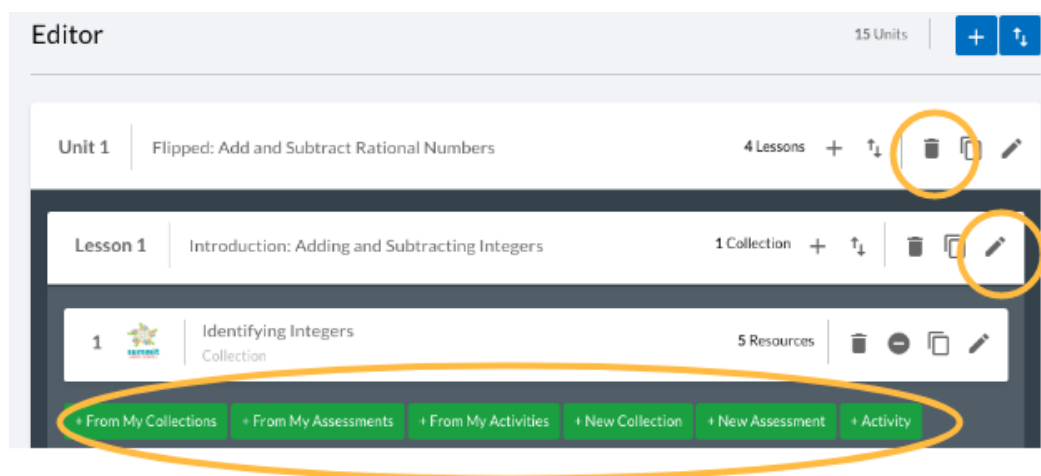 Editor 15 Units +
Unit 1 Flipped: Add and Subtract Rational Numbers 4 Lessons +
Lesson 1 Introduction: Adding and Subtracting Integers 1 Collection +
1 summit Identifying Integers 5 Resources
Collection
+ From My Collections + From My Assessments + From My Activities + New Collection + New Assessment + Activity